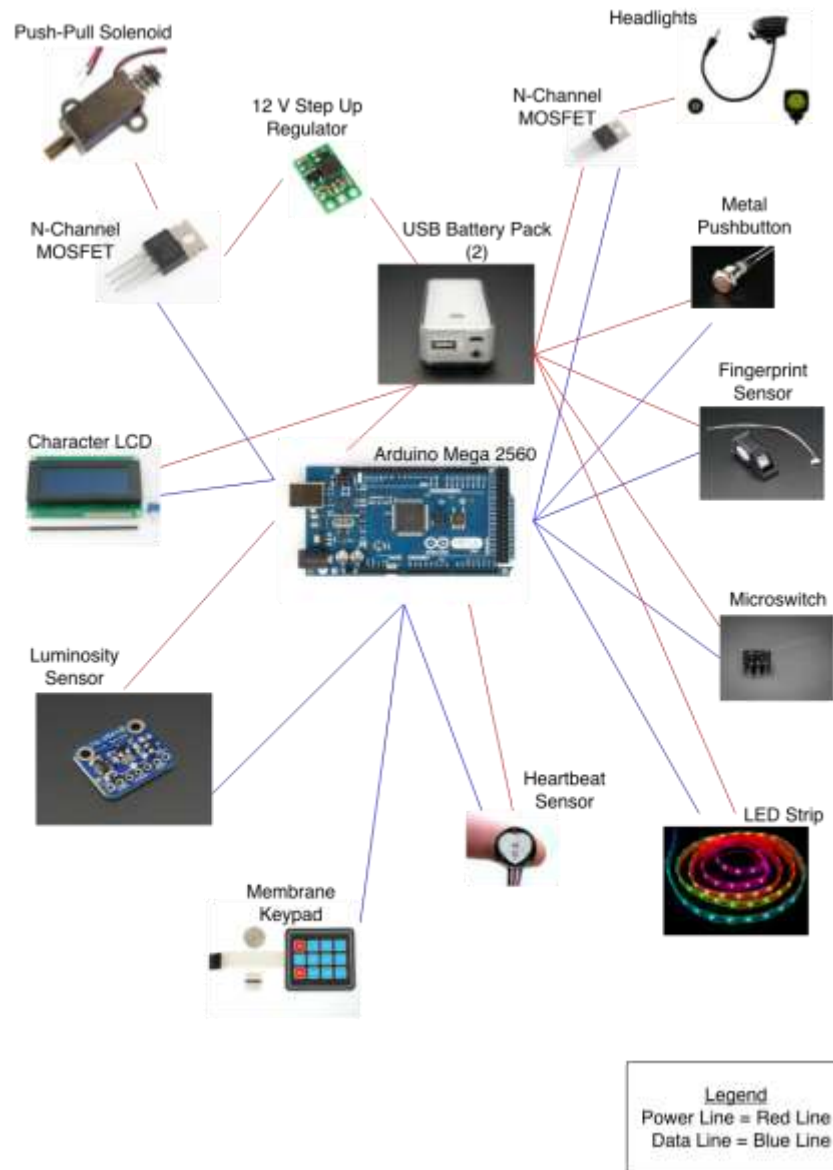 Push-Pull Solenoid
Headlights
12 V Step Up
Regulator
N-Channel
MOSFET
N-Channel
MOSFET
USB Battery Pack
(2)
Metal
Pushbutton
Fingerprint
Sensor
Character LCD
Arduino Mega 2560
Microswitch
Luminosity
Sensor
Heartbeat
Sensor
LED Strip
Membrane
Keypad
Legend
Power Line = Red Line
Data Line = Blue Line